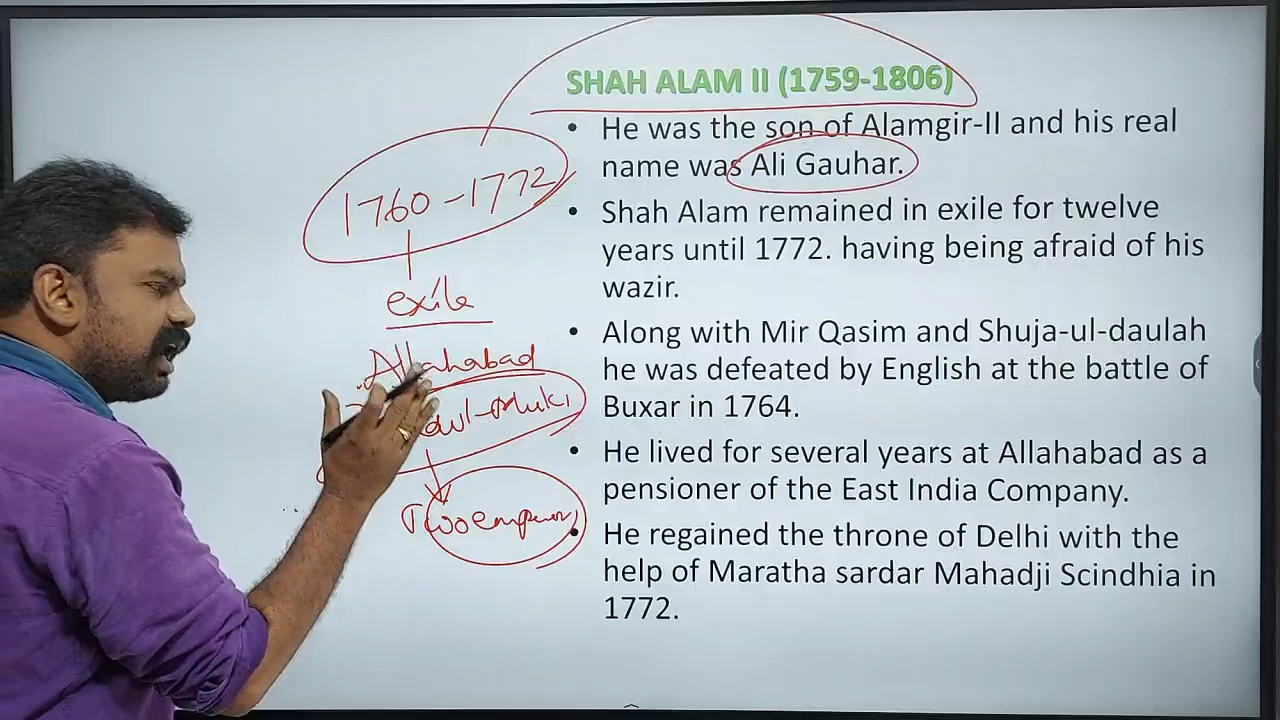 SHAH ALAM II (1759-1806)
• He was the son of Alamgir-II and his real
name was Ali Gauhar.
• Shah Alam remained in exile for twelve
years until 1772. having being afraid of his
wazir.
• Along with Mir Qasim and Shuja-ul-daulah
he was defeated by English at the battle of
Buxar in 1764.
• He lived for several years at Allahabad as a
pensioner of the East India Company.
• He regained the throne of Delhi with the
help of Maratha sardar Mahadji Scindhia in
1772.
1760-1772
exile
Allahabad